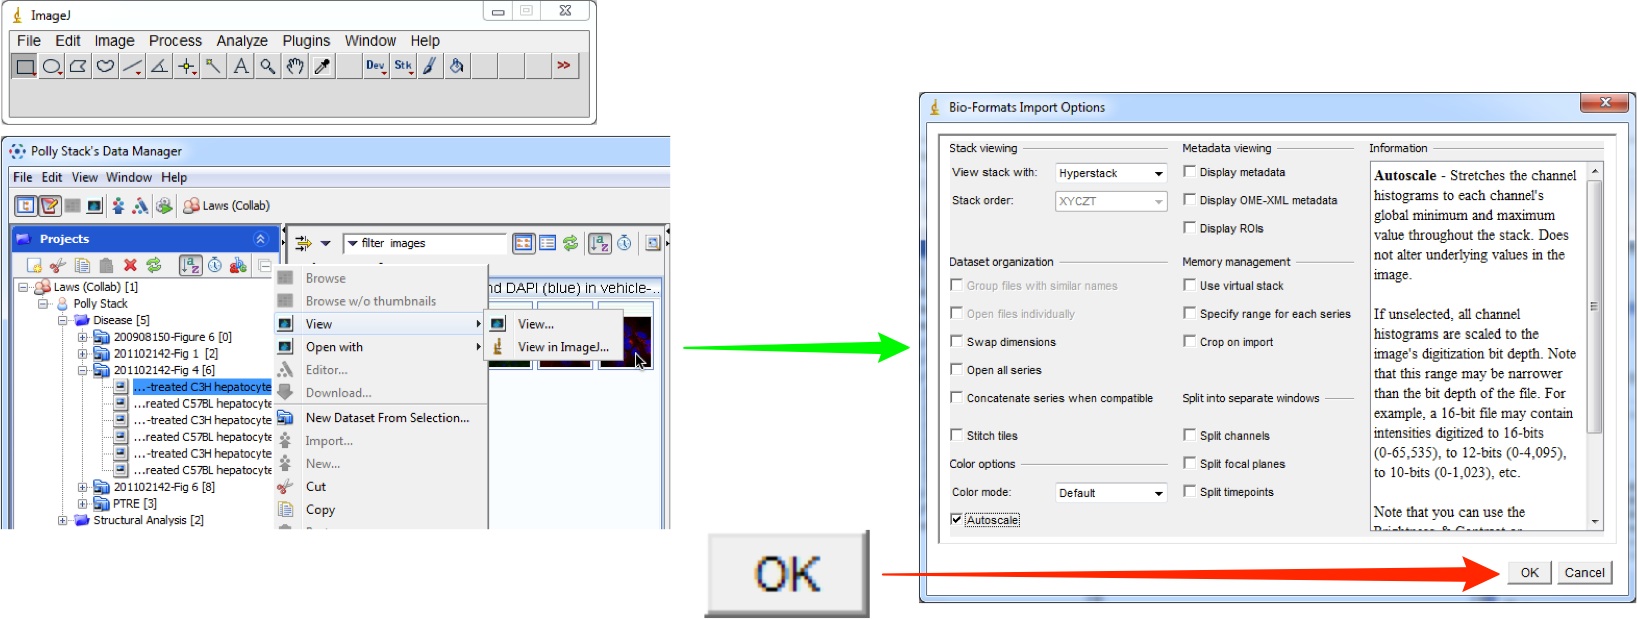 ImageJ
File Edit Image Process Analyze Plugins Window Help
A Dev Stk >>
Polly Stack's Data Manager
File Edit View Window Help
Laws (Collab)
Projects
filter images
Laws (Collab) [1]
Polly Stack
Disease [5]
200908150-Figure 6 [0]
201102142-Fig 1 [2]
201102142-Fig 4 [6]
...-treated C3H hepatocyte
...reated C57BL hepatocyte
...-treated C3H hepatocyte
...reated C57BL hepatocyte
...-treated C3H hepatocyte
...reated C57BL hepatocyte
201102142-Fig 6 [8]
PTRE [3]
Structural Analysis [2]
Browse
Browse w/o thumbnails
View
Open with
Editor...
Download...
New Dataset From Selection...
Import...
New...
Cut
Copy
nd DAPI (blue) in vehicle-...
View...
View in ImageJ...
Bio-Formats Import Options
Stack viewing
View stack with: Hyperstack
Stack order: XYCZT
Dataset organization
Group files with similar names
Open files individually
Swap dimensions
Open all series
Concatenate series when compatible
Stitch tiles
Color options
Color mode: Default
Autoscale
Metadata viewing
Display metadata
Display OME-XML metadata
Display ROIs
Memory management
Use virtual stack
Specify range for each series
Crop on import
Split into separate windows
Split channels
Split focal planes
Split timepoints
Information
Autoscale - Stretches the channel
histograms to each channel's
global minimum and maximum
value throughout the stack. Does
not alter underlying values in the
image.
If unselected, all channel
histograms are scaled to the
image's digitization bit depth. Note
that this range may be narrower
than the bit depth of the file. For
example, a 16-bit file may contain
intensities digitized to 16-bits
(0-65,535), to 12-bits (0-4,095),
to 10-bits (0-1,023), etc.
Note that you can use the
Brightness & Contrast or
OK Cancel
OK